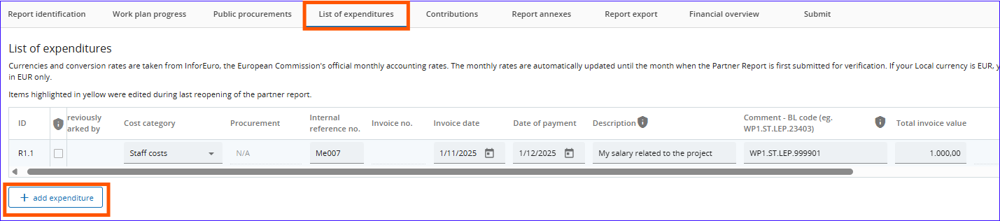 Report identification Work plan progress Public procurements List of expenditures Contributions Report annexes Report export Financial overview Submit
List of expenditures
Currencies and conversion rates are taken from InforEuro, the European Commission's official monthly accounting rates. The monthly rates are automatically updated until the month when the Partner Report is first submitted for verification. If your Local currency is EUR, y
in EUR only.
Items highlighted in yellow were edited during last reopening of the partner report.
ID reviously Cost category Procurement Internal Invoice no. Invoice date Date of payment Description Comment - BL code (eg. Total invoice value
arked by reference no. WP1.ST.LEP.23403)
R1.1 Staff costs N/A Me007 1/11/2025 1/12/2025 My salary related to the project WP1.ST.LEP.999901 1.000,00
+ add expenditure